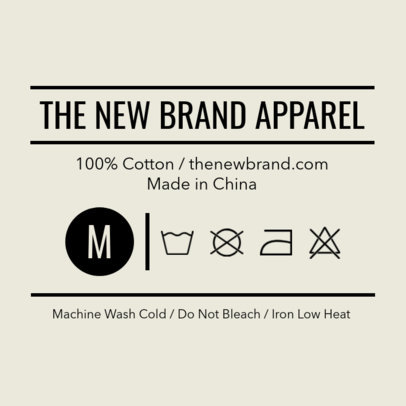 THE NEW BRAND APPAREL
100% Cotton / thenewbrand.com
Made in China
M
Machine Wash Cold / Do Not Bleach / Iron Low Heat